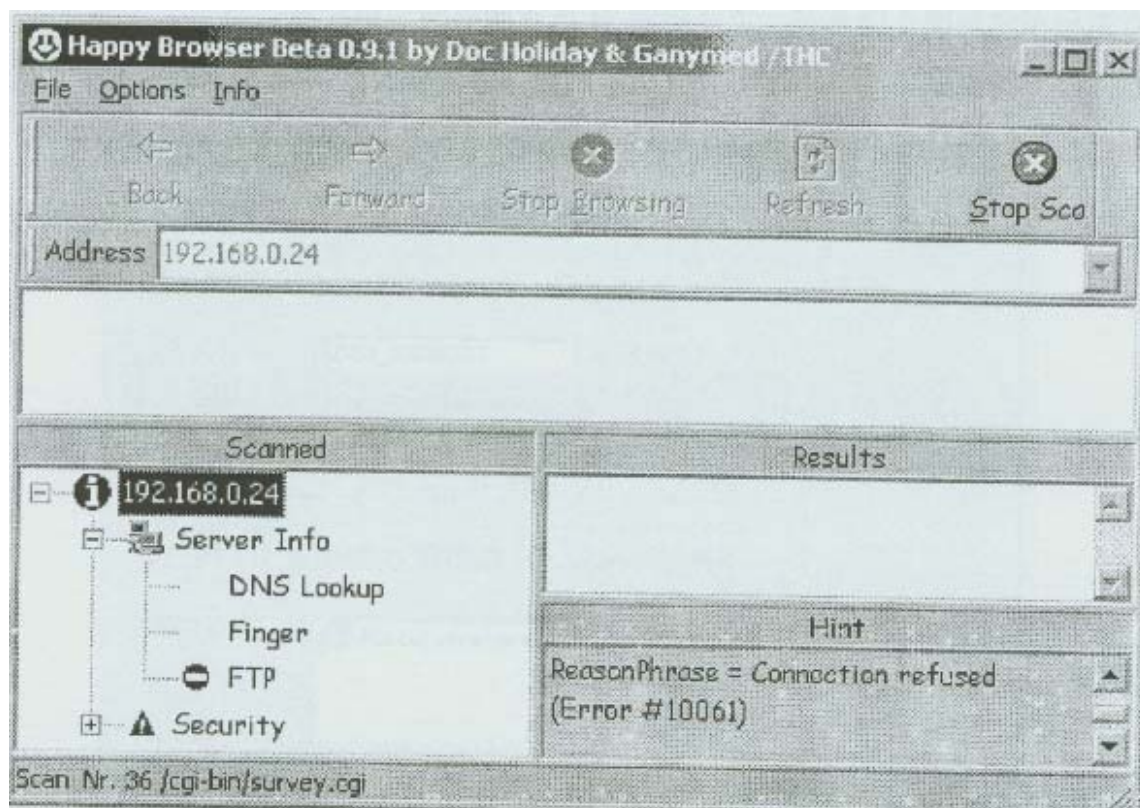 Happy Browser Beta 0.9.1 by Doc Holiday & Ganymed /THC
File Options Info
Back Forward Stop Browsing Refresh Stop Sca
Address 192.168.0.24
Scanned
Results
192.168.0.24
Server Info
DNS Lookup
Finger
FTP
Security
Hint
ReasonPhrase = Connection refused
(Error #10061)
Scan Nr. 36 /cgi-bin/survey.cgi